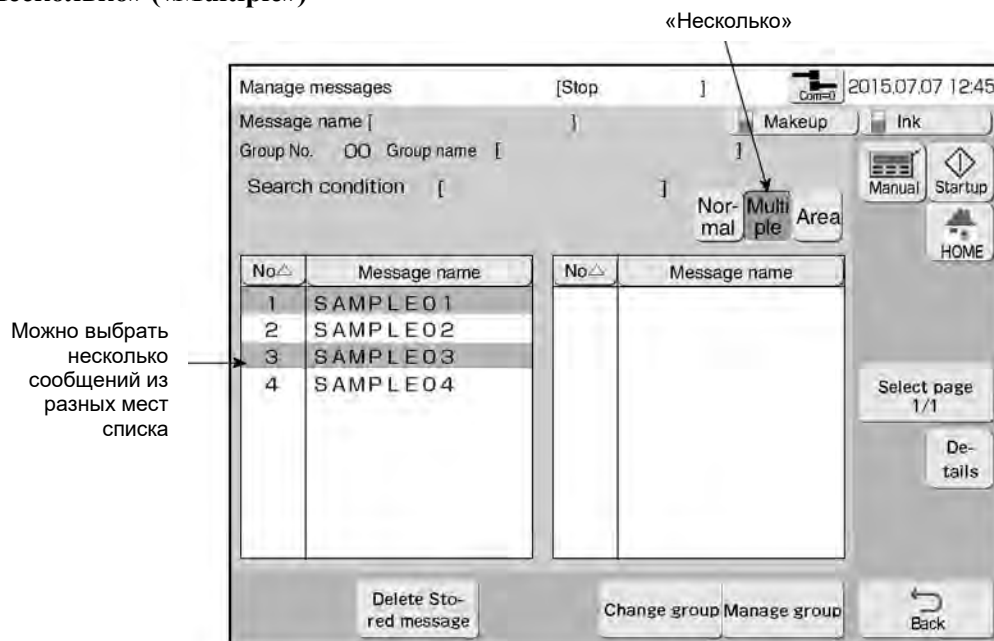 «Несколько»
Manage messages [Stop ] Com=0 2015.07.07 12:45
Message name [ ] Makeup Ink
Group No. 00 Group name [ ]
Manual Startup
Search condition [ ]
Nor-
mal
Multi
ple
Area
HOME
No△ Message name No△ Message name
1 SAMPLE01
2 SAMPLE02
3 SAMPLE03
4 SAMPLE04
Можно выбрать
несколько
сообщений из
разных мест
списка
Select page
1/1
De-
tails
Delete Sto-
red message
Change group Manage group
Back